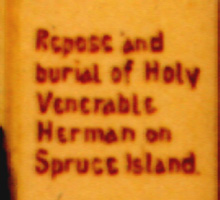 Repose and
burial of Holy
Venerable
Herman on
Spruce Island.